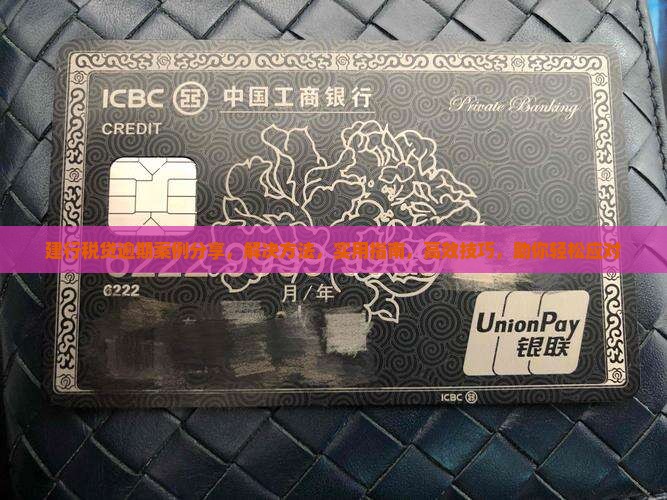 ICBC 中国工商银行
Private Banking
CREDIT
建行税贷逾期案例分享，解决方法，实用指南，高效技巧，助你轻松应对
6222
月/年
UnionPay
银联
ICBC